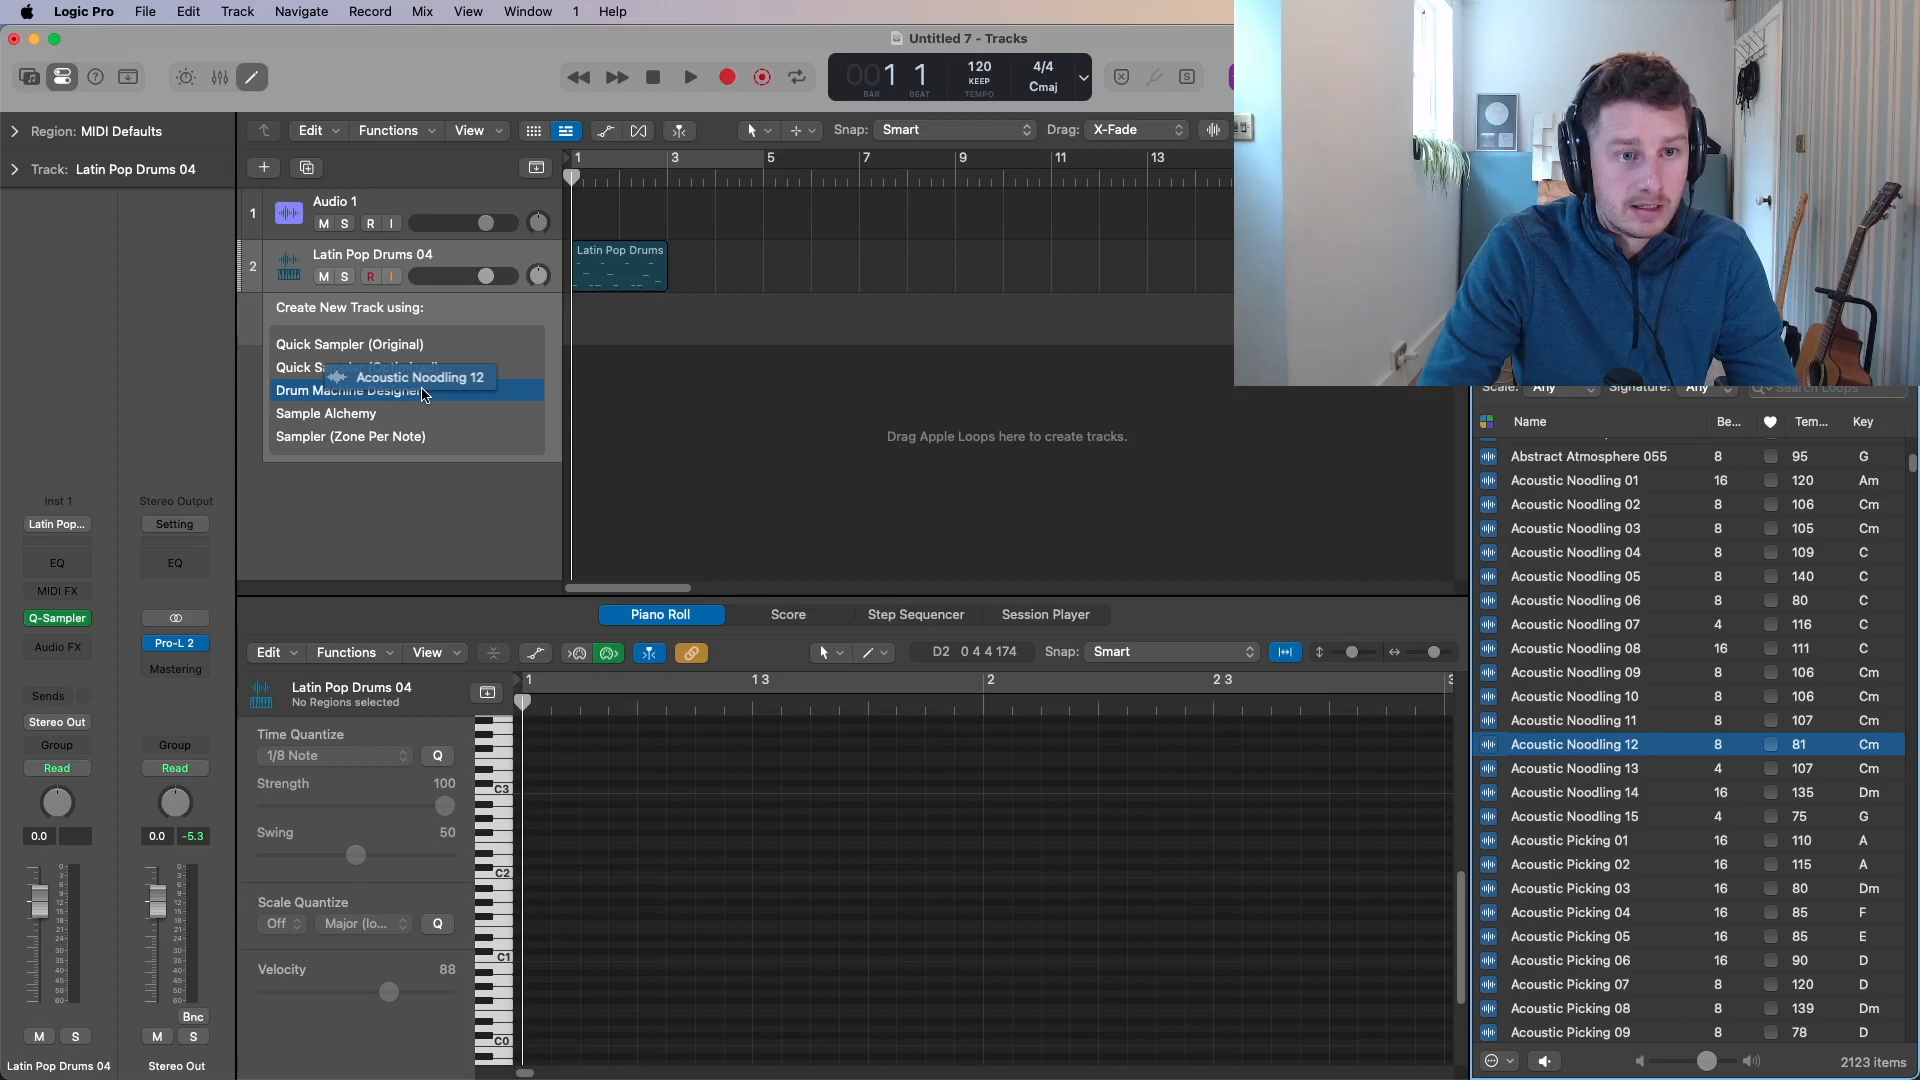 Logic Pro File Edit Track Navigate Record Mix View Window 1 Help
Untitled 7 - Tracks
001 1
BAR BEAT
120
KEEP
TEMPO
4/4
Cmaj
Region: MIDI Defaults
Track: Latin Pop Drums 04
Edit Functions View
Snap: Smart
Drag: X-Fade
1 3 5 7 9 11 13
1
Audio 1
M S R I
2
Latin Pop Drums 04
M S R I
Latin Pop Drums
Create New Track using:
Quick Sampler (Original)
Acoustic Noodling 12
Drum Machine Designer
Sample Alchemy
Sampler (Zone Per Note)
Drag Apple Loops here to create tracks.
Inst 1
Latin Pop...
EQ
MIDI FX
Q-Sampler
Audio FX
Sends
Stereo Out
Group
Read
0.0
M S
Latin Pop Drums 04
Stereo Output
Setting
EQ
Pro-L 2
Mastering
Group
Read
0.0 -5.3
Bnc
M S
Stereo Out
Piano Roll Score Step Sequencer Session Player
Edit Functions View
D2 0 4 4 174
Snap: Smart
Latin Pop Drums 04
No Regions selected
1 1 3 2 2 3
Time Quantize
1/8 Note Q
Strength 100
Swing 50
Scale Quantize
Off Major (lo... Q
Velocity 88
C3
C2
C1
C0
Scale: Any Signature: Any Search Loops
Name Be... Tem... Key
Abstract Atmosphere 055 8 95 G
Acoustic Noodling 01 16 120 Am
Acoustic Noodling 02 8 106 Cm
Acoustic Noodling 03 8 105 Cm
Acoustic Noodling 04 8 109 C
Acoustic Noodling 05 8 140 C
Acoustic Noodling 06 8 80 C
Acoustic Noodling 07 4 116 C
Acoustic Noodling 08 16 111 C
Acoustic Noodling 09 8 106 Cm
Acoustic Noodling 10 8 106 Cm
Acoustic Noodling 11 8 107 Cm
Acoustic Noodling 12 8 81 Cm
Acoustic Noodling 13 4 107 Cm
Acoustic Noodling 14 16 135 Dm
Acoustic Noodling 15 4 75 G
Acoustic Picking 01 16 110 A
Acoustic Picking 02 16 115 A
Acoustic Picking 03 16 80 Dm
Acoustic Picking 04 16 85 F
Acoustic Picking 05 16 85 E
Acoustic Picking 06 16 90 D
Acoustic Picking 07 8 120 D
Acoustic Picking 08 8 139 Dm
Acoustic Picking 09 8 78 D
2123 items